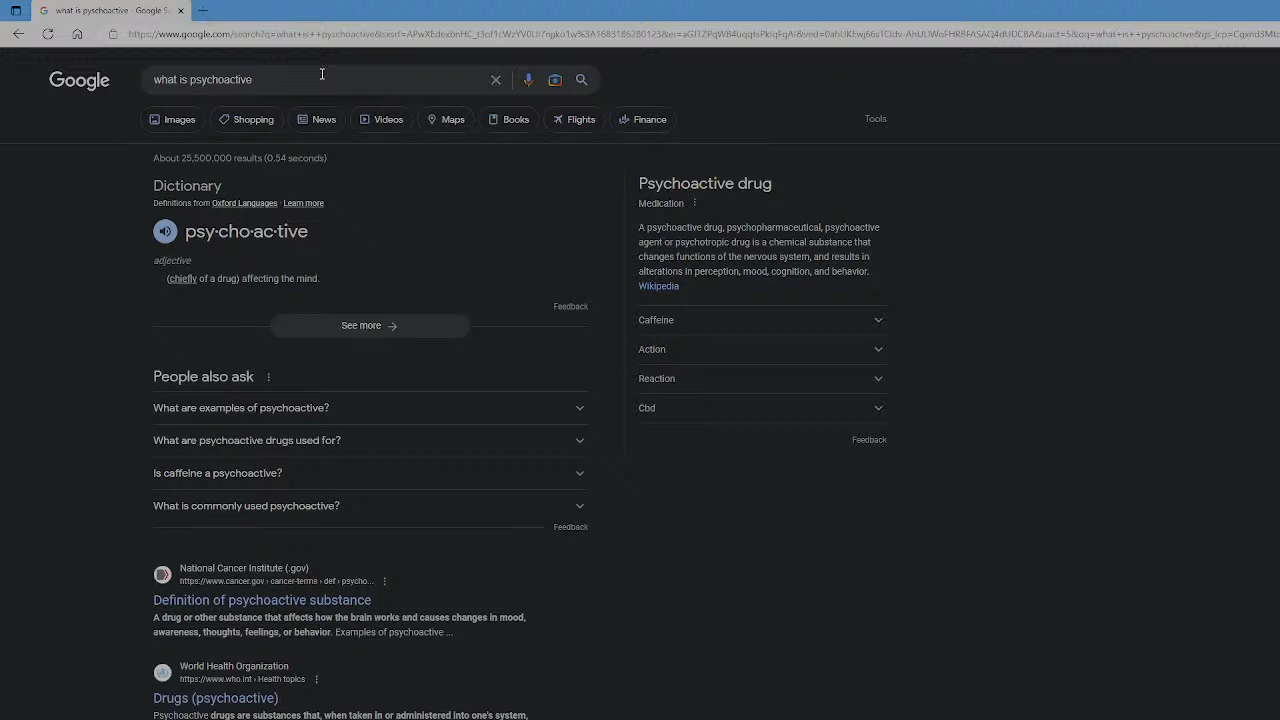 what is pyschoactive - Google Se
Google
what is psychoactive
Images
Shopping
News
Videos
Maps
Books
Flights
Finance
Tools
About 25,500,000 results (0.54 seconds)
Dictionary
Definitions from Oxford Languages · Learn more
psy·cho·ac·tive
adjective
(chiefly of a drug) affecting the mind.
Feedback
See more
People also ask
What are examples of psychoactive?
What are psychoactive drugs used for?
Is caffeine a psychoactive?
What is commonly used psychoactive?
Feedback
National Cancer Institute (.gov)
https://www.cancer.gov › cancer-terms › def › psycho...
Definition of psychoactive substance
A drug or other substance that affects how the brain works and causes changes in mood,
awareness, thoughts, feelings, or behavior. Examples of psychoactive ...
World Health Organization
https://www.who.int › Health topics
Drugs (psychoactive)
Psychoactive drugs are substances that, when taken in or administered into one's system,
Psychoactive drug
Medication
A psychoactive drug, psychopharmaceutical, psychoactive
agent or psychotropic drug is a chemical substance that
changes functions of the nervous system, and results in
alterations in perception, mood, cognition, and behavior.
Wikipedia
Caffeine
Action
Reaction
Cbd
Feedback